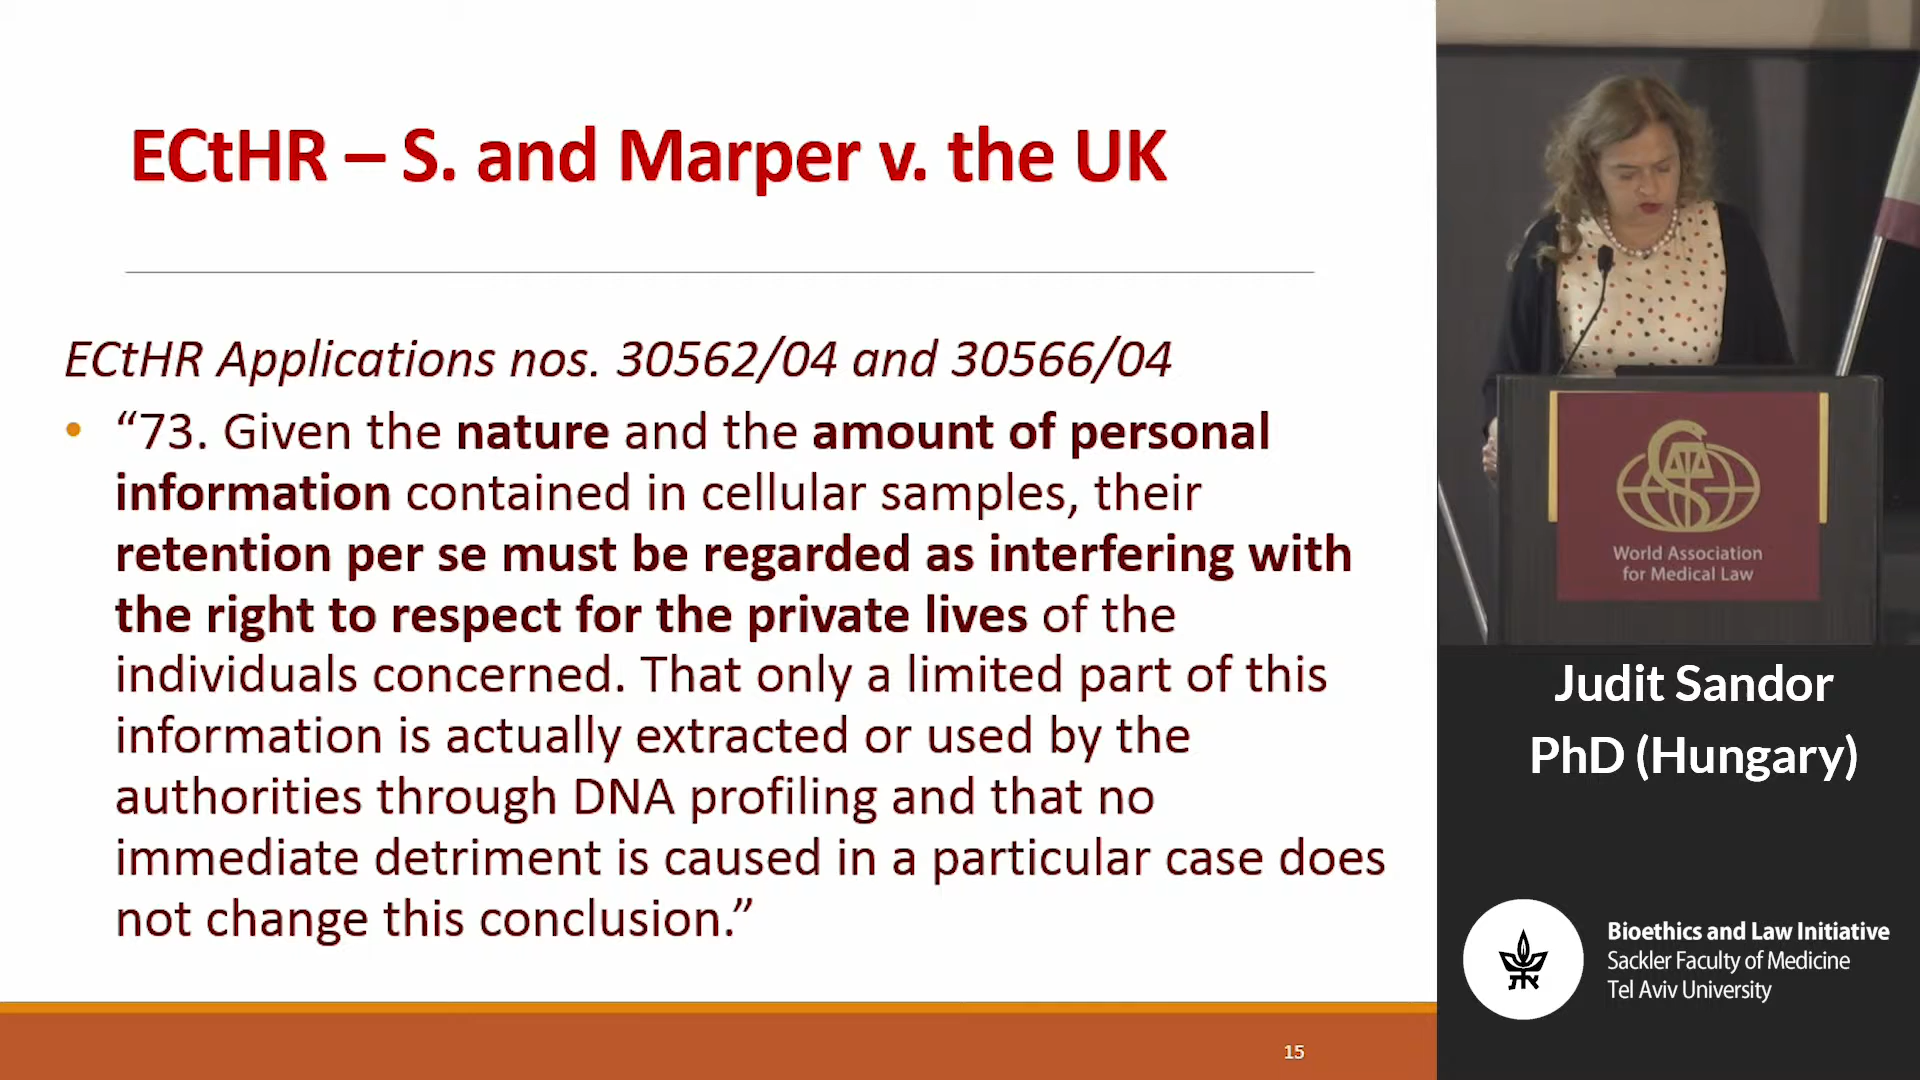 ECtHR – S. and Marper v. the UK
ECtHR Applications nos. 30562/04 and 30566/04
• “73. Given the nature and the amount of personal
information contained in cellular samples, their
retention per se must be regarded as interfering with
the right to respect for the private lives of the
individuals concerned. That only a limited part of this
information is actually extracted or used by the
authorities through DNA profiling and that no
immediate detriment is caused in a particular case does
not change this conclusion.”
15
World Association
for Medical Law
Judit Sandor
PhD (Hungary)
Bioethics and Law Initiative
Sackler Faculty of Medicine
Tel Aviv University